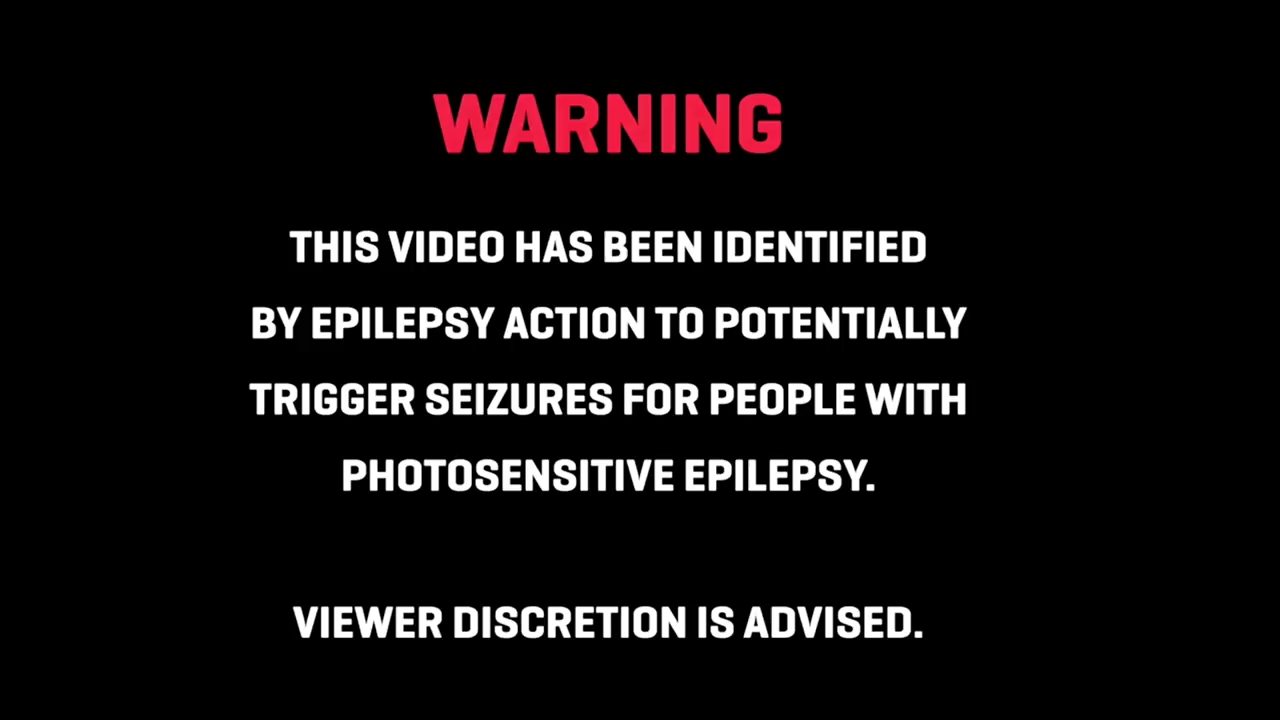 WARNING
THIS VIDEO HAS BEEN IDENTIFIED
BY EPILEPSY ACTION TO POTENTIALLY
TRIGGER SEIZURES FOR PEOPLE WITH
PHOTOSENSITIVE EPILEPSY.
VIEWER DISCRETION IS ADVISED.